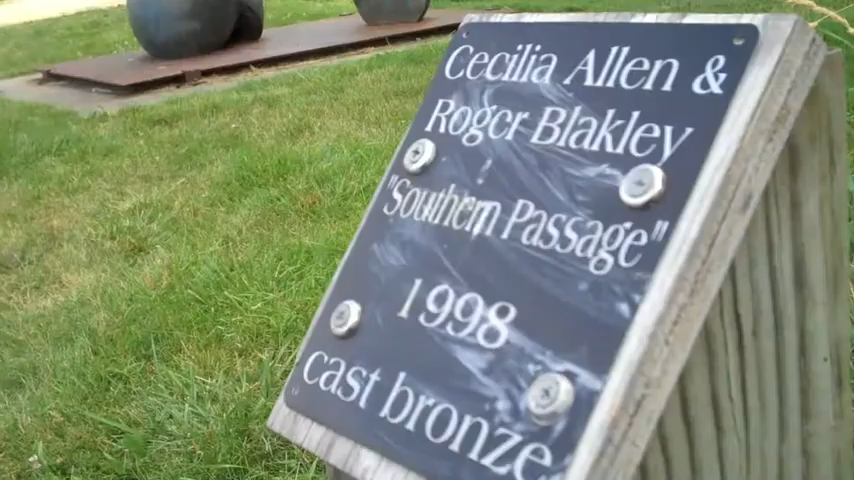 Cecilia Allen &
Roger Blakley
"Southern Passage"
1998
cast bronze